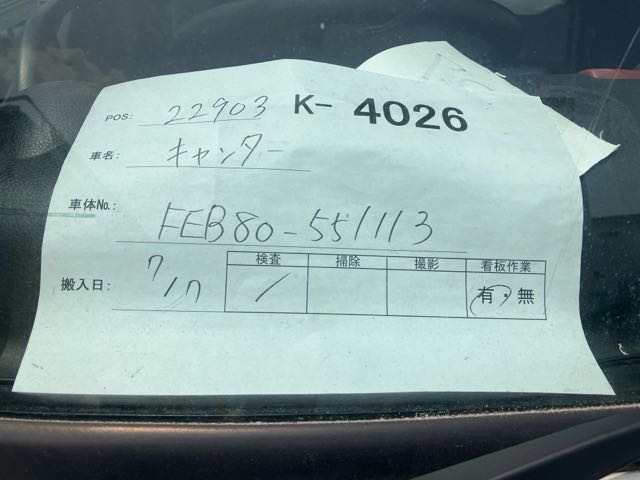 POS: 22903 K- 4026
車名: キャンター
車体No.: FEB80-551113
搬入日: 7/17
検査 掃除 撮影 看板作業
/ 有・無